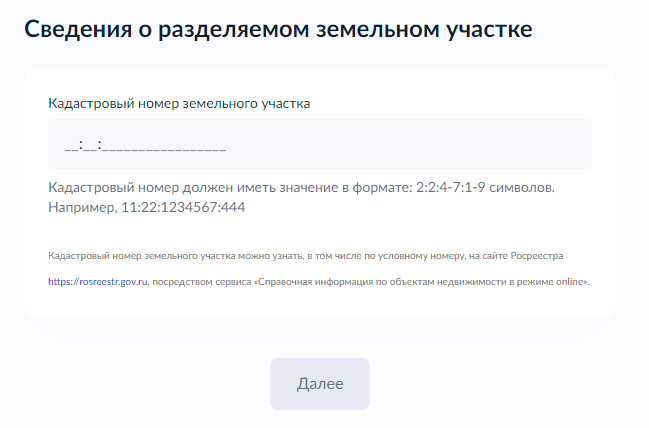 Сведения о разделяемом земельном участке
Кадастровый номер земельного участка
__:__:_________________
Кадастровый номер должен иметь значение в формате: 2:2:4-7:1-9 символов.
Например, 11:22:1234567:444
Кадастровый номер земельного участка можно узнать, в том числе по условному номеру, на сайте Росреестра
https://rosreestr.gov.ru, посредством сервиса «Справочная информация по объектам недвижимости в режиме online».
Далее